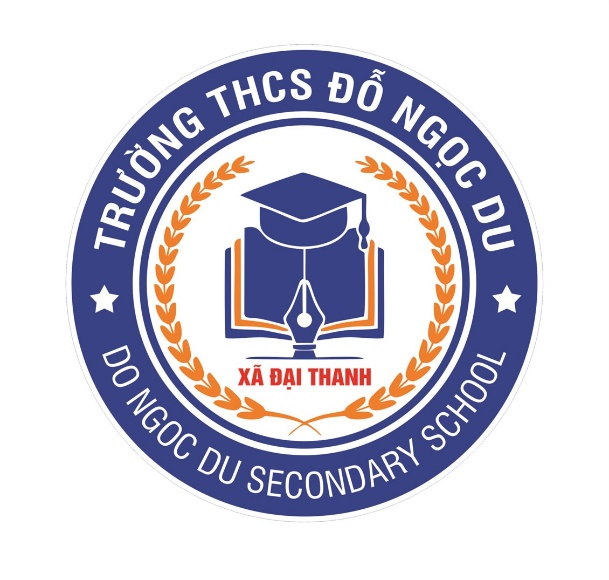 TRƯỜNG THCS ĐỖ NGỌC DU
XÃ ĐẠI THANH
DO NGOC DU SECONDARY SCHOOL